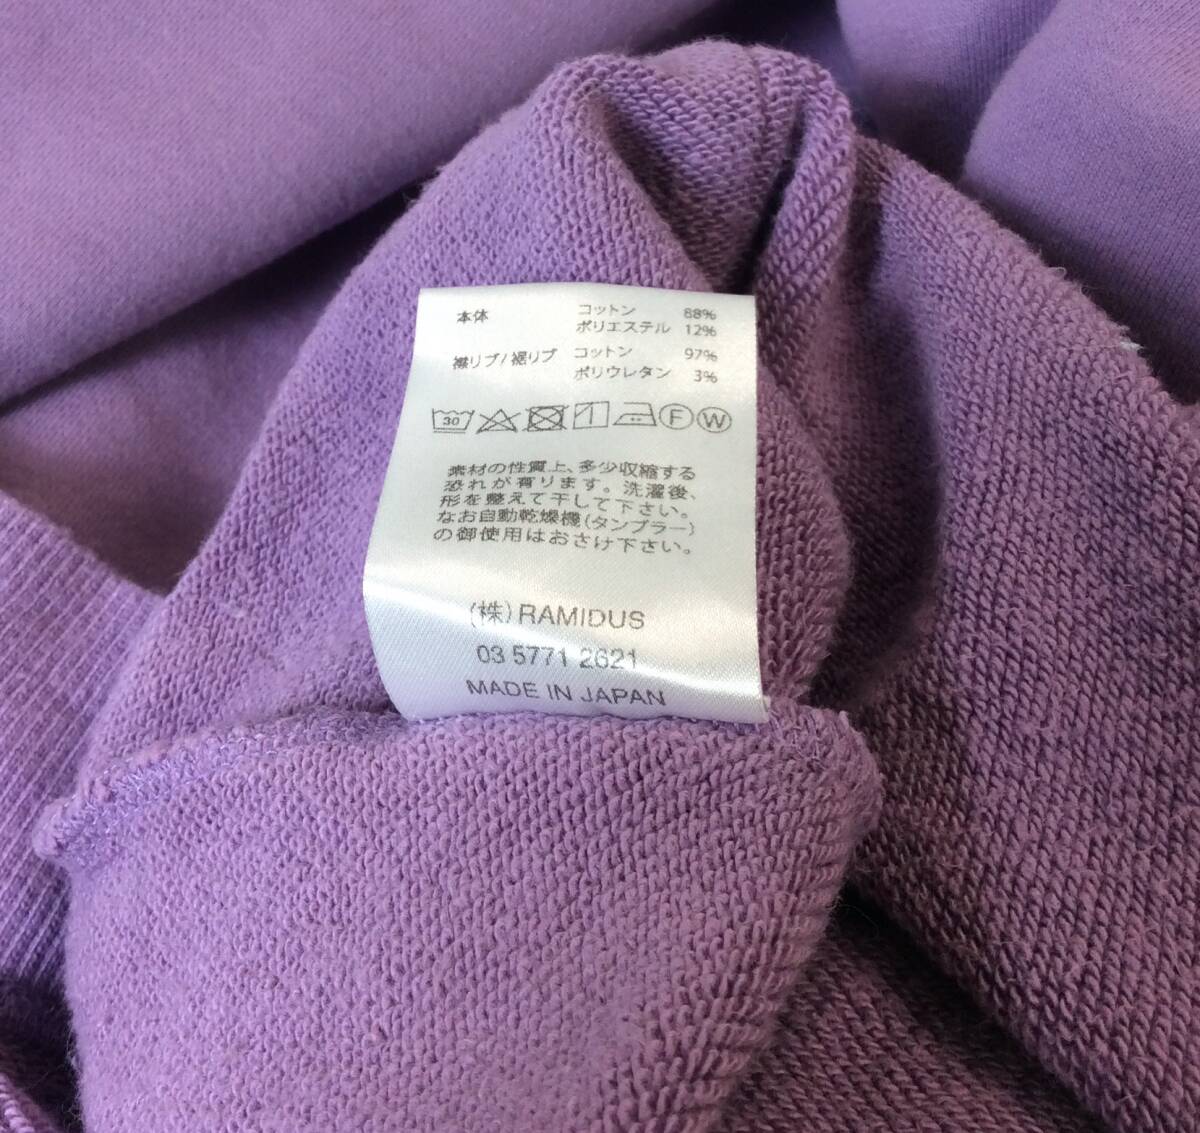 本体 コットン 88%
ポリエステル 12%
襟リブ/裾リブ コットン 97%
ポリウレタン 3%
30 F W
素材の性質上、多少収縮する
恐れが有ります。洗濯後、
形を整えて干して下さい。
なお自動乾燥機(タンブラー)
の御使用はおさけ下さい。
(株)RAMIDUS
03 5771 2621
MADE IN JAPAN